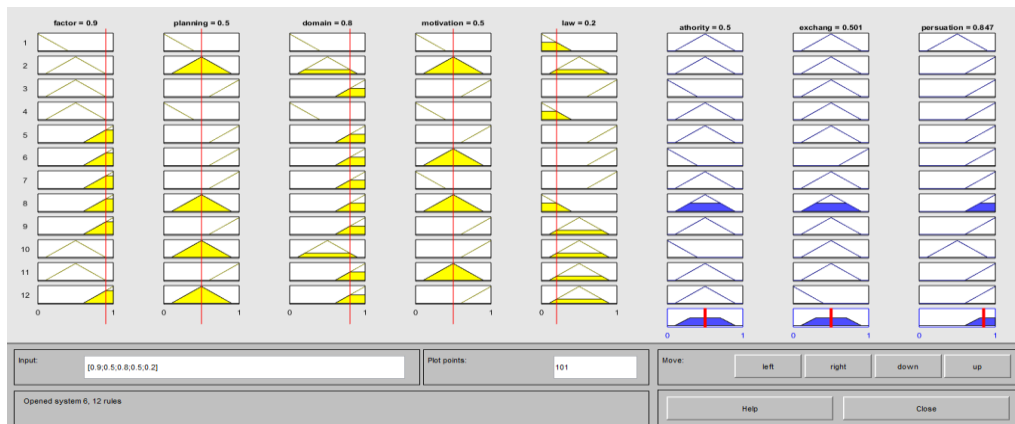 factor = 0.9 planning = 0.5 domain = 0.8 motivation = 0.5 law = 0.2 athority = 0.5 exchang = 0.501 persuation = 0.847
1
2
3
4
5
6
7
8
9
10
11
12
0 1 0 1 0 1 0 1 0 1
0 1 0 1 0 1
Input:
[0.9;0.5;0.8;0.5;0.2]
Plot points:
101
Move:
left
right
down
up
Opened system 6, 12 rules
Help
Close